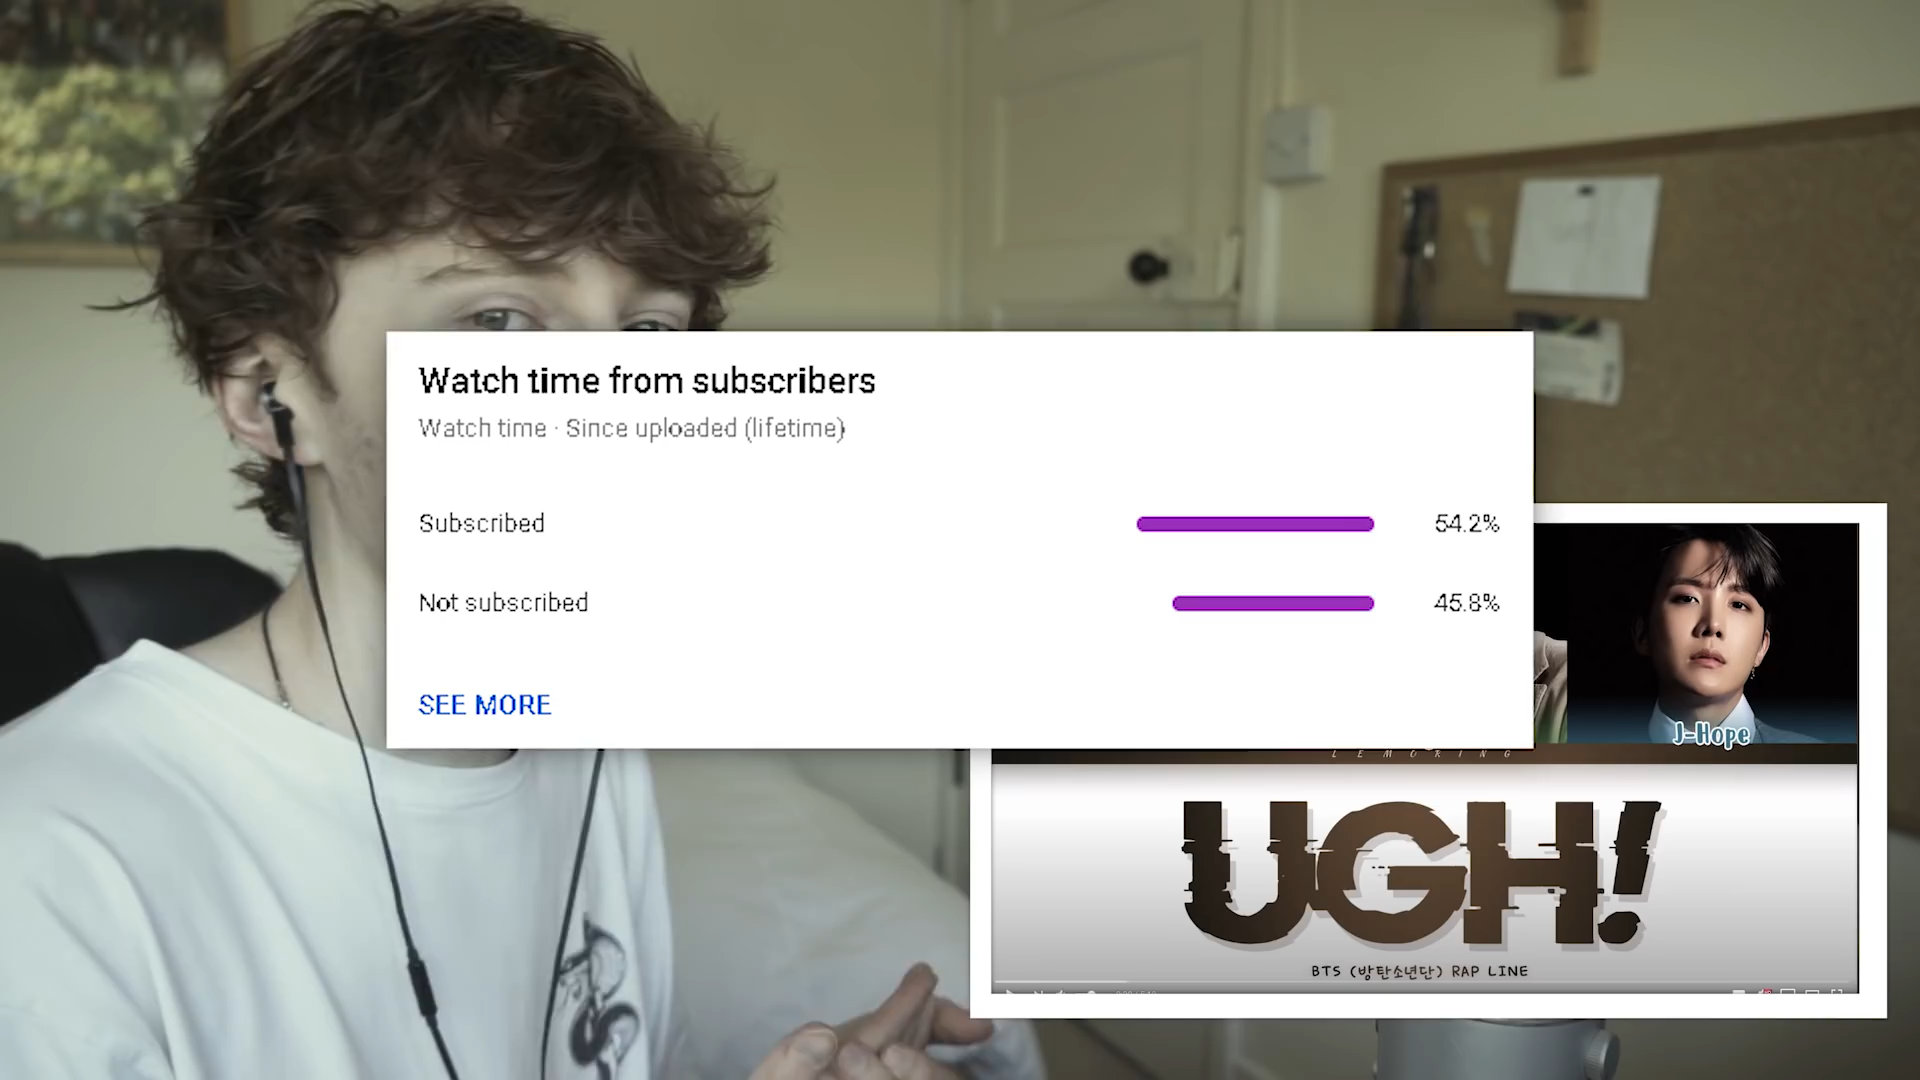 Watch time from subscribers
Watch time · Since uploaded (lifetime)
Subscribed 54.2%
Not subscribed 45.8%
SEE MORE
J-Hope
LEMORING
UGH!
BTS (방탄소년단) RAP LINE